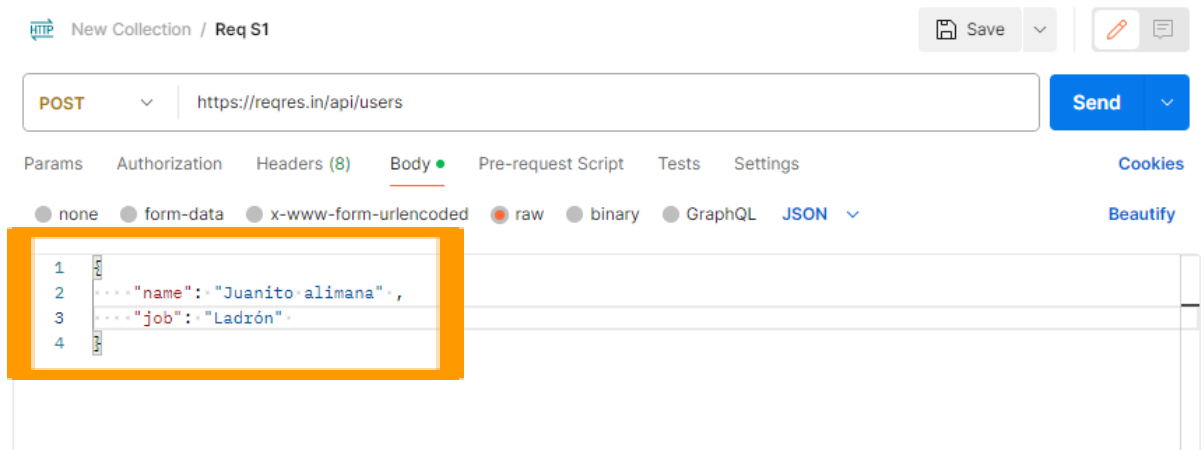 HTTP New Collection / Req S1 Save
POST https://reqres.in/api/users Send
Params Authorization Headers (8) Body Pre-request Script Tests Settings Cookies
none form-data x-www-form-urlencoded raw binary GraphQL JSON Beautify
1 {
2 "name": "Juanito alimana" ,
3 "job": "Ladrón"
4 }